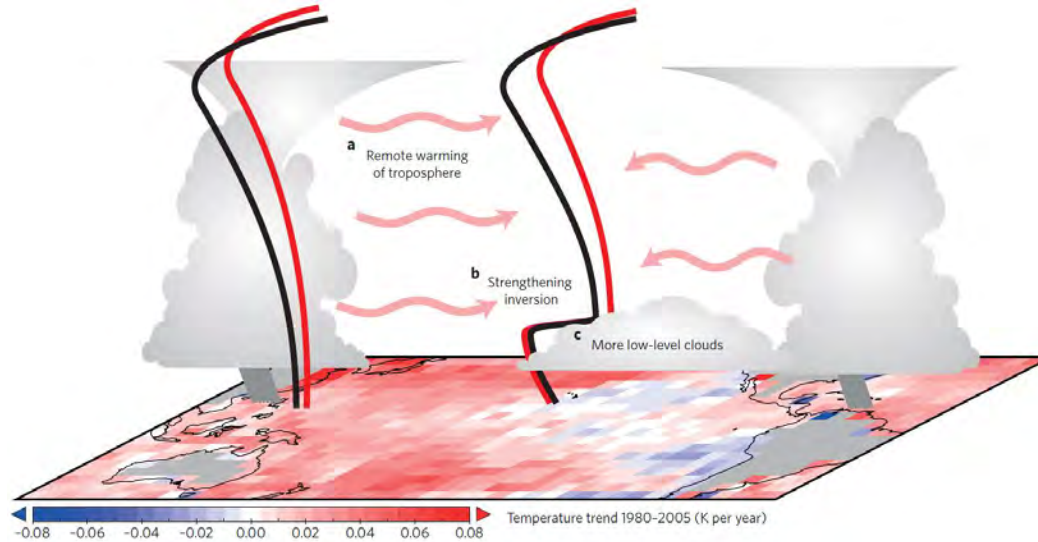 a
Remote warming
of troposphere
b
Strengthening
inversion
c
More low-level clouds
Temperature trend 1980–2005 (K per year)
−0.08 −0.06 −0.04 −0.02 0.00 0.02 0.04 0.06 0.08